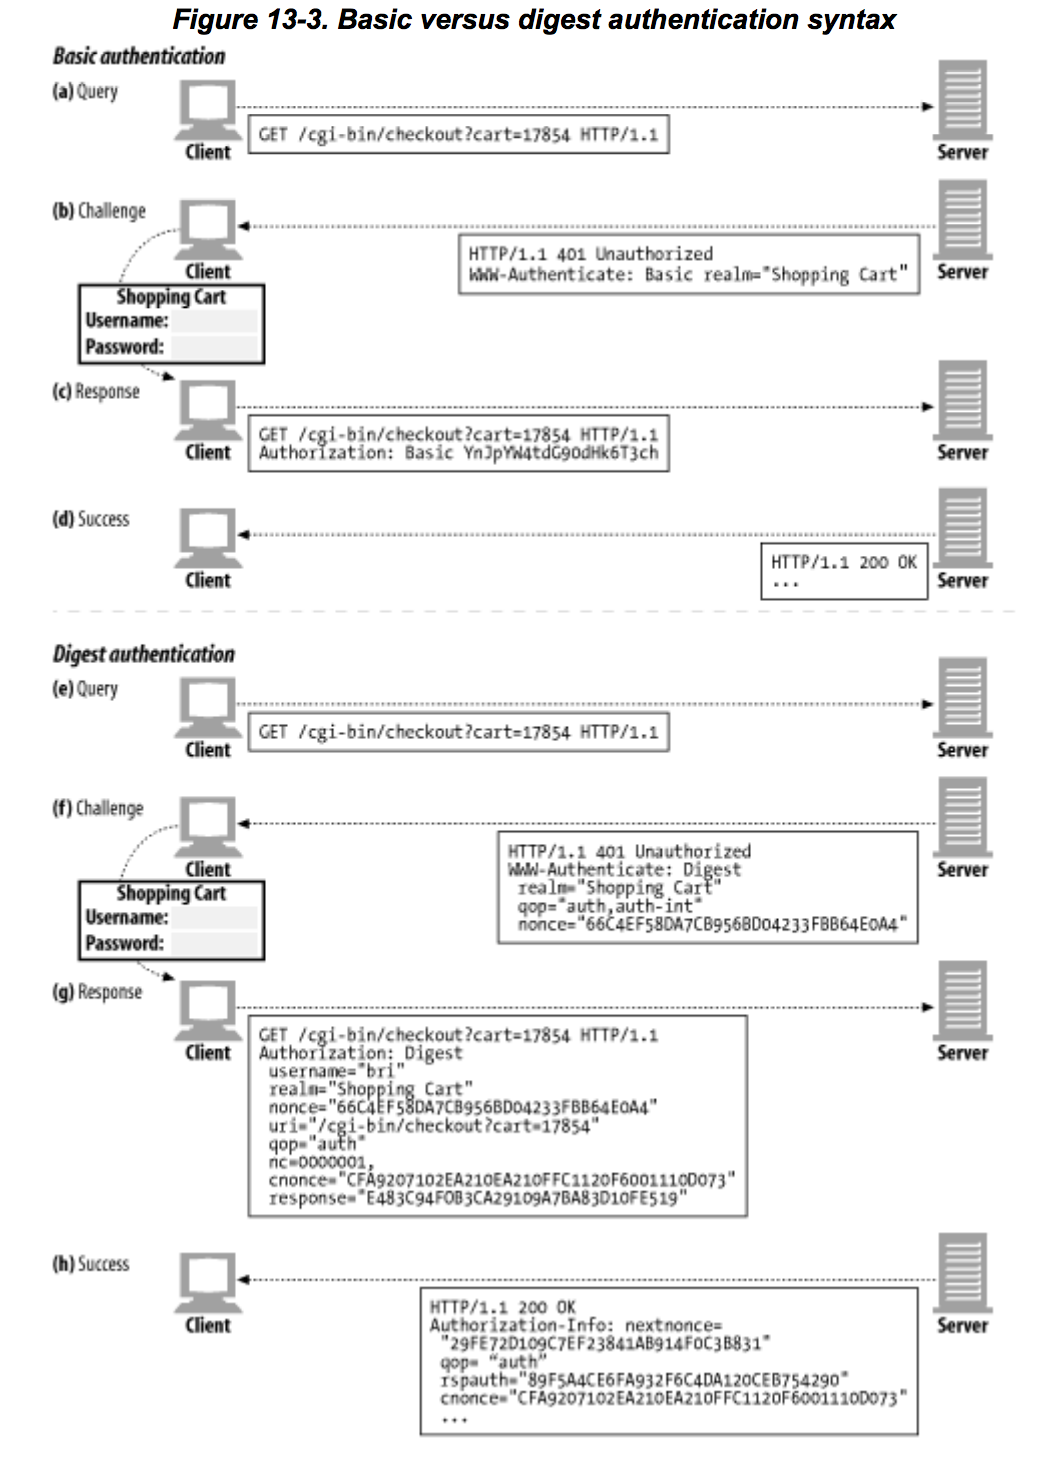 Figure 13-3. Basic versus digest authentication syntax
Basic authentication
(a) Query
GET /cgi-bin/checkout?cart=17854 HTTP/1.1
Client
Server
(b) Challenge
HTTP/1.1 401 Unauthorized
WWW-Authenticate: Basic realm="Shopping Cart"
Client
Server
Shopping Cart
Username:
Password:
(c) Response
GET /cgi-bin/checkout?cart=17854 HTTP/1.1
Authorization: Basic YnJpYW4tdG90dHk6T3ch
Client
Server
(d) Success
HTTP/1.1 200 OK
...
Client
Server
Digest authentication
(e) Query
GET /cgi-bin/checkout?cart=17854 HTTP/1.1
Client
Server
(f) Challenge
HTTP/1.1 401 Unauthorized
WWW-Authenticate: Digest
realm="Shopping Cart"
qop="auth,auth-int"
nonce="66C4EF58DA7CB956BD04233FBB64E0A4"
Client
Server
Shopping Cart
Username:
Password:
(g) Response
GET /cgi-bin/checkout?cart=17854 HTTP/1.1
Authorization: Digest
username="bri"
realm="Shopping Cart"
nonce="66C4EF58DA7CB956BD04233FBB64E0A4"
uri="/cgi-bin/checkout?cart=17854"
qop="auth"
nc=0000001,
cnonce="CFA9207102EA210EA210FFC1120F6001110D073"
response="E483C94F0B3CA29109A7BA83D10FE519"
Client
Server
(h) Success
HTTP/1.1 200 OK
Authorization-Info: nextnonce=
"29FE72D109C7EF23841AB914F0C3B831"
qop= “auth”
rspauth="89F5A4CE6FA932F6C4DA120CEB754290"
cnonce="CFA9207102EA210EA210FFC1120F6001110D073"
...
Client
Server